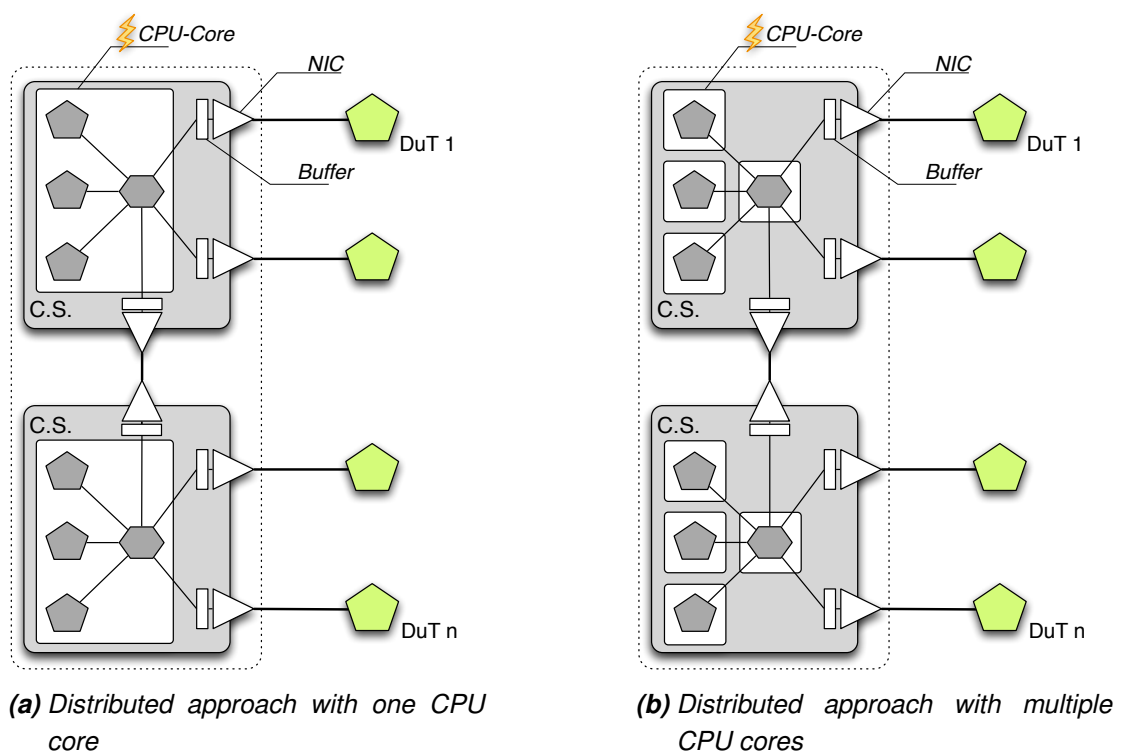 CPU-Core
NIC
DuT 1
Buffer
C.S.
C.S.
DuT n
(a) Distributed approach with one CPU
core
CPU-Core
NIC
DuT 1
Buffer
C.S.
C.S.
DuT n
(b) Distributed approach with multiple
CPU cores